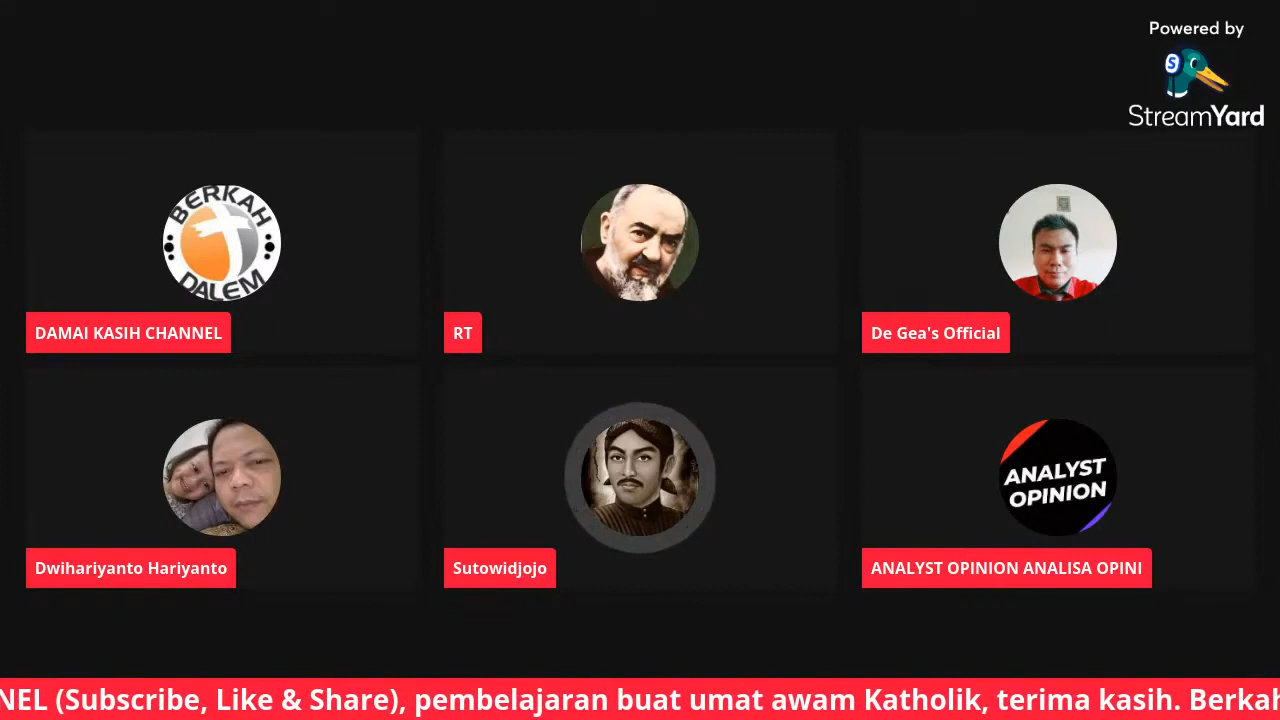 Powered by
S
StreamYard
BERKAH
DALEM
DAMAI KASIH CHANNEL
RT
De Gea's Official
Dwihariyanto Hariyanto
Sutowidjojo
ANALYST
OPINION
ANALYST OPINION ANALISA OPINI
NEL (Subscribe, Like & Share), pembelajaran buat umat awam Katholik, terima kasih. Berkah